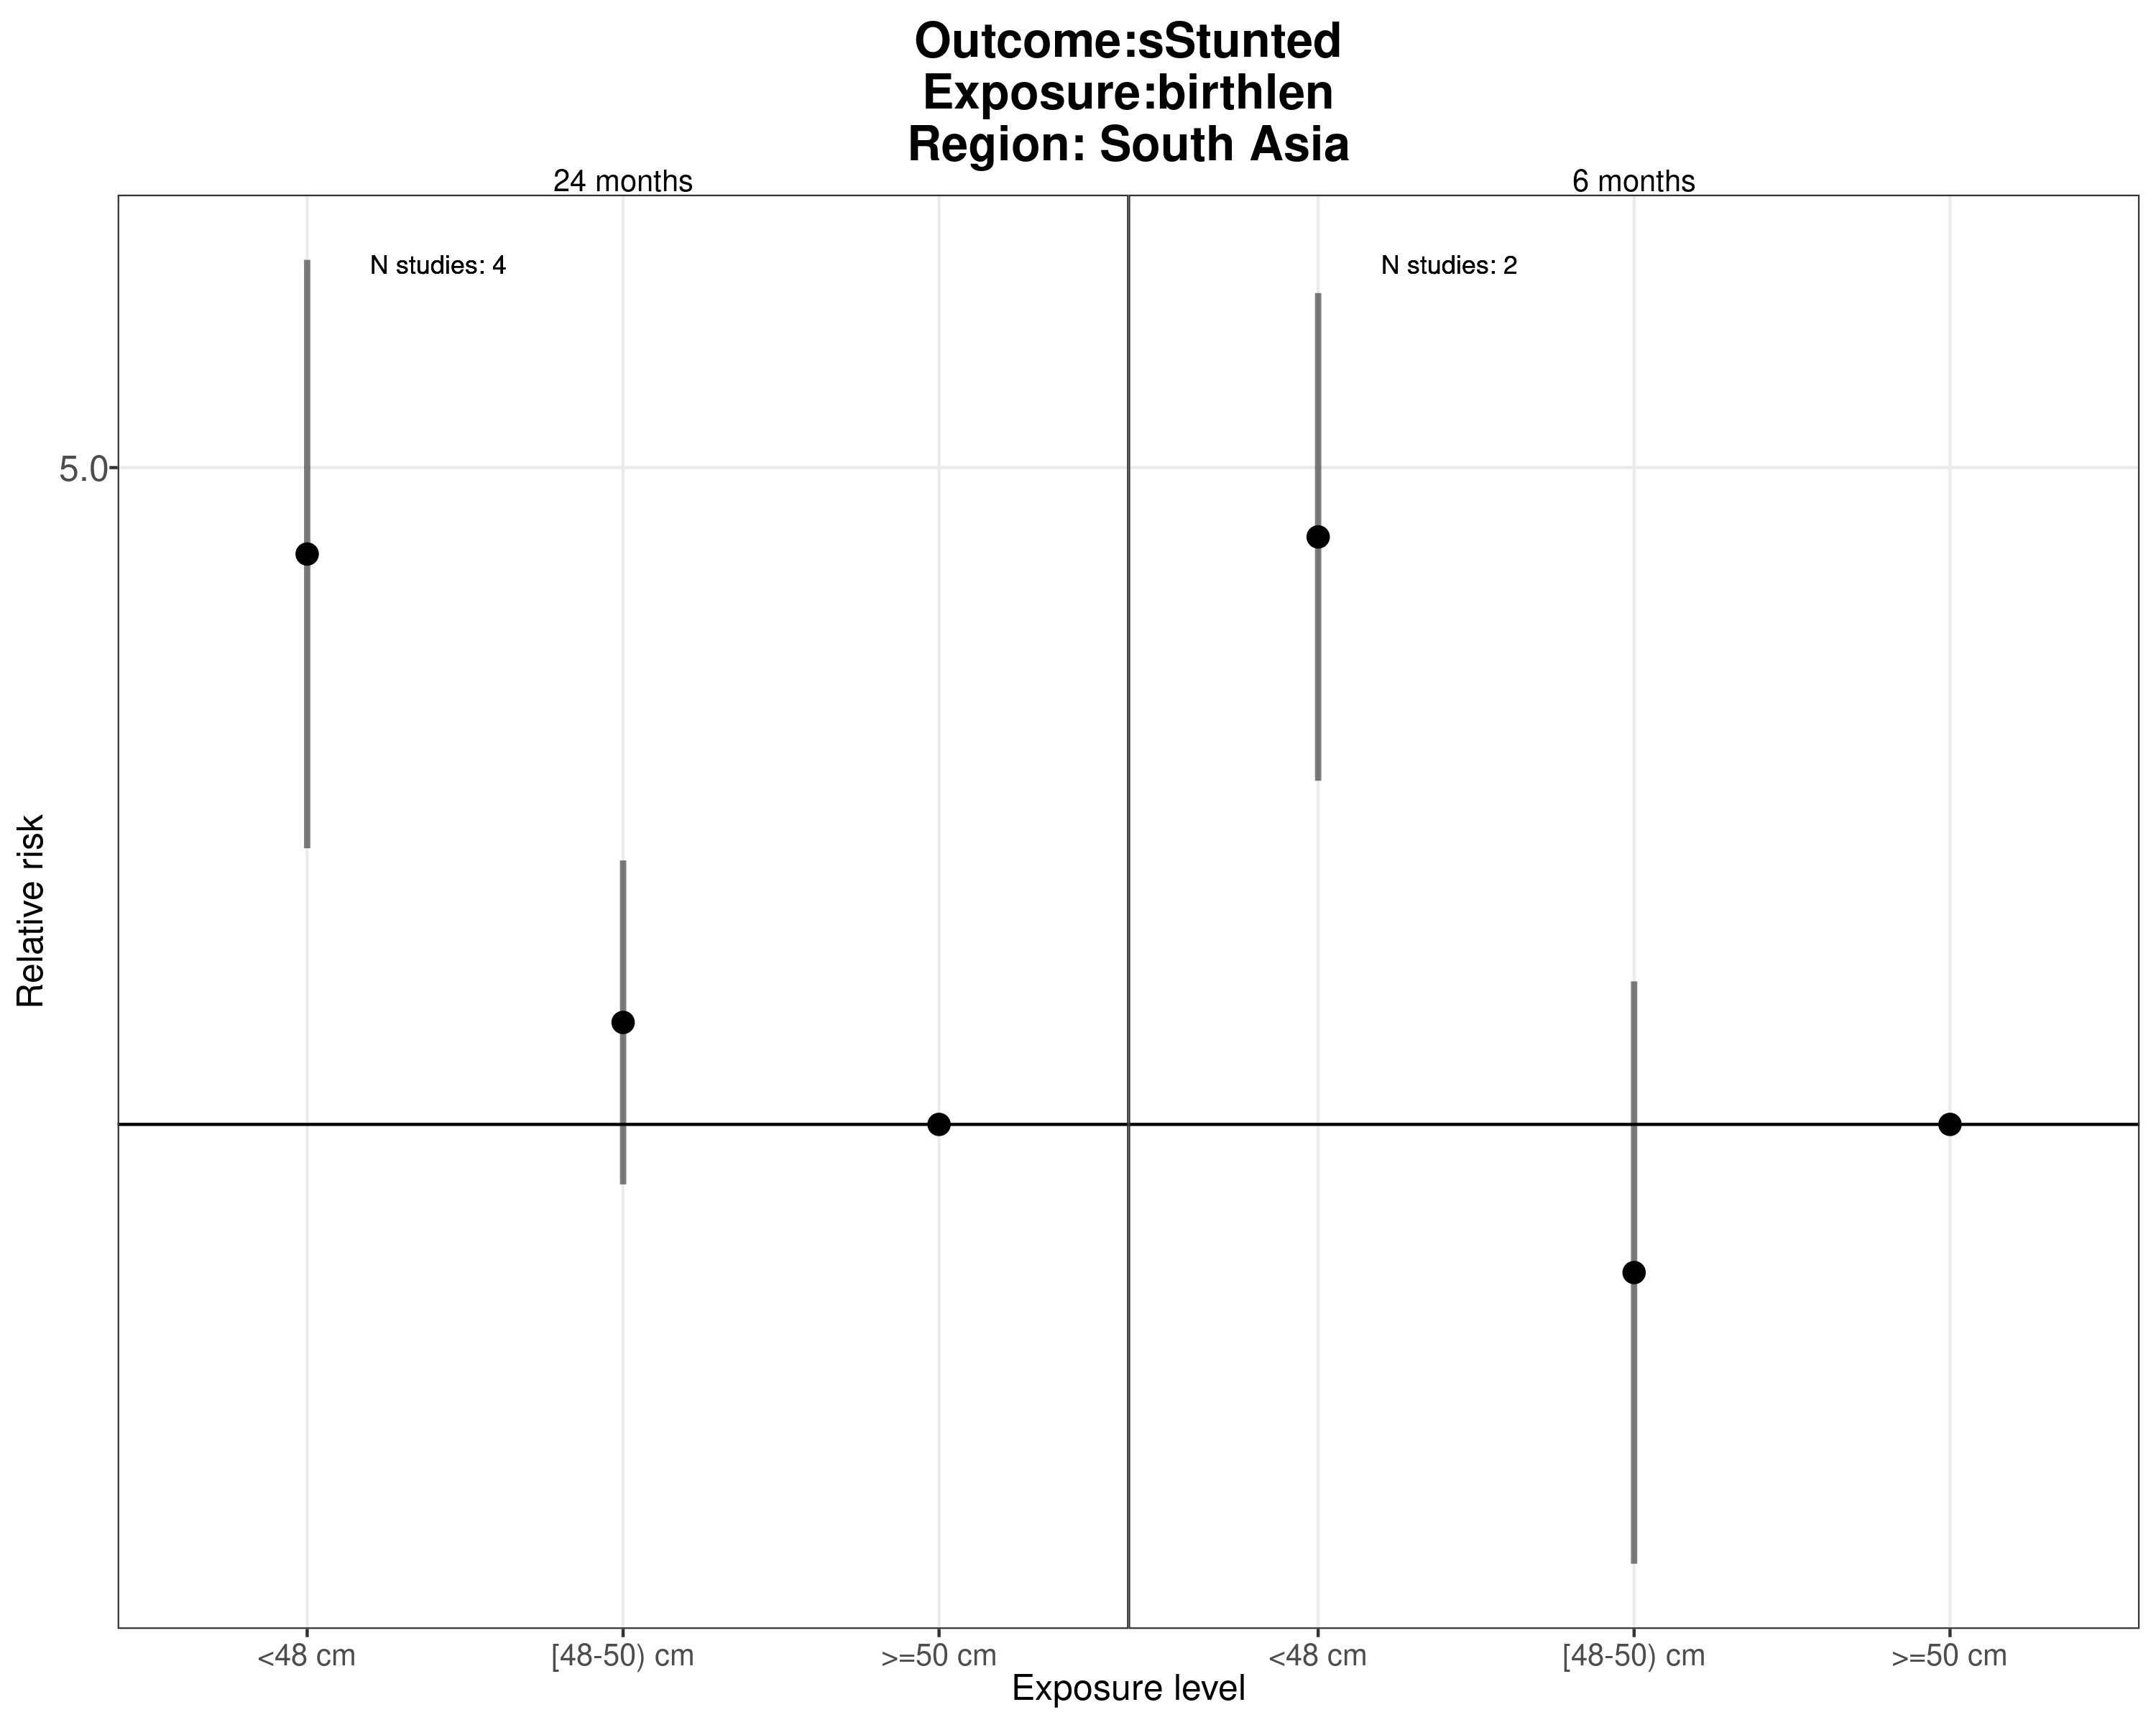 Outcome:sStunted
Exposure:birthlen
Region: South Asia
24 months
6 months
N studies: 4
N studies: 2
5.0
Relative risk
<48 cm
[48-50) cm
>=50 cm
<48 cm
[48-50) cm
>=50 cm
Exposure level